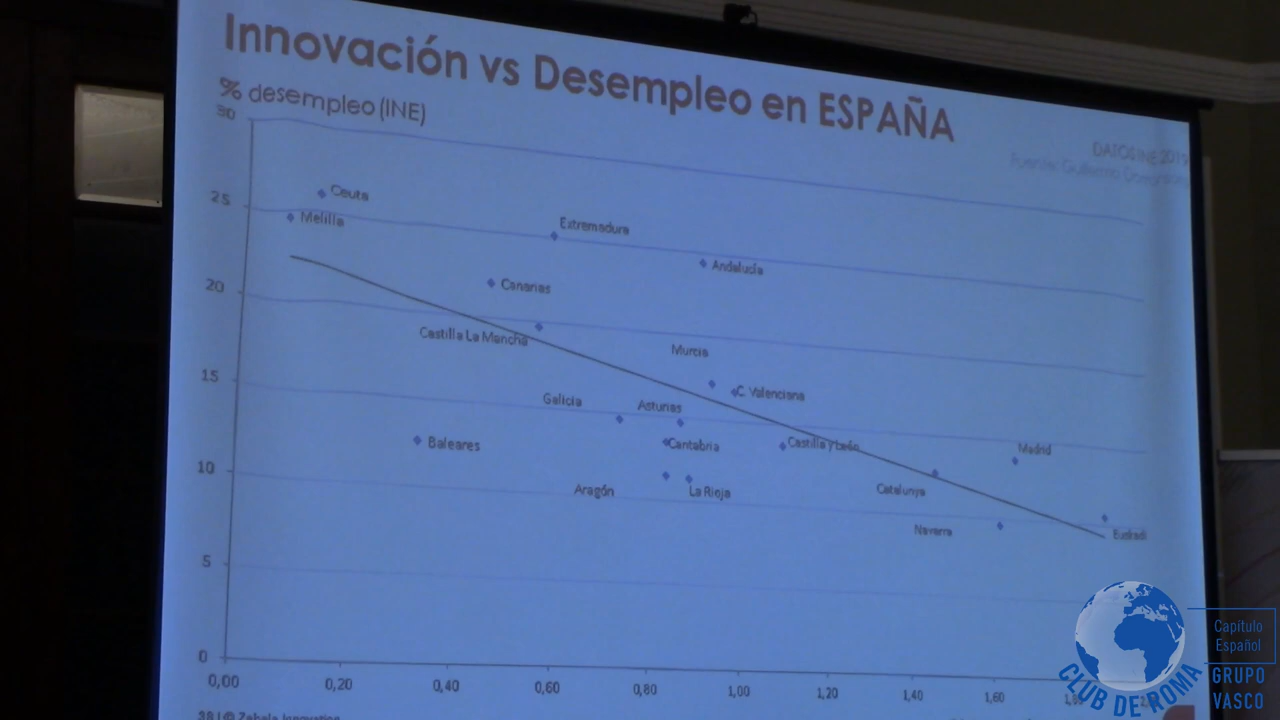 Innovación vs Desempleo en ESPAÑA
% desempleo (INE)
DATOS INE 2019
30
25
20
15
10
5
0
Ceuta
Melilla
Extremadura
Andalucía
Canarias
Castilla La Mancha
Murcia
C. Valenciana
Galicia
Asturias
Baleares
Cantabria
Castilla y León
Madrid
Aragón
La Rioja
Catalunya
Navarra
Euskadi
0,00
0,20
0,40
0,60
0,80
1,00
1,20
1,40
1,60
38 | © Zabala Innovation
CLUB DE ROMA
Capítulo
Español
GRUPO
VASCO